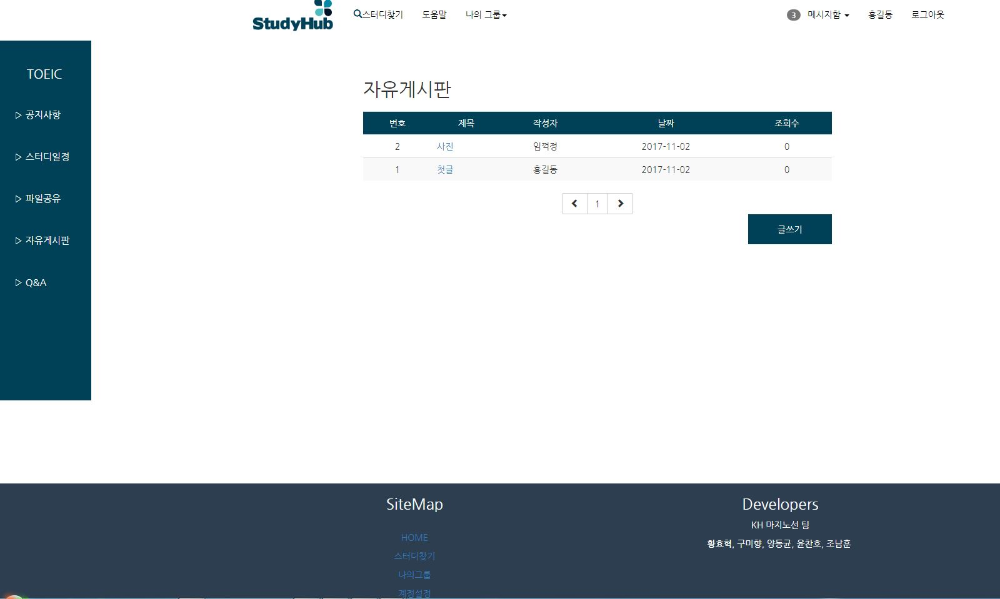 StudyHub
스터디찾기 도움말 나의 그룹 3 메시지함 홍길동 로그아웃
TOEIC
▷ 공지사항
▷ 스터디일정
▷ 파일공유
▷ 자유게시판
▷ Q&A
자유게시판
번호 제목 작성자 날짜 조회수
2 사진 임꺽정 2017-11-02 0
1 첫글 홍길동 2017-11-02 0
1
글쓰기
SiteMap
HOME
스터디찾기
나의그룹
계정설정
Developers
KH 마지노선 팀
황효혁, 구미향, 양동균, 윤찬호, 조남훈